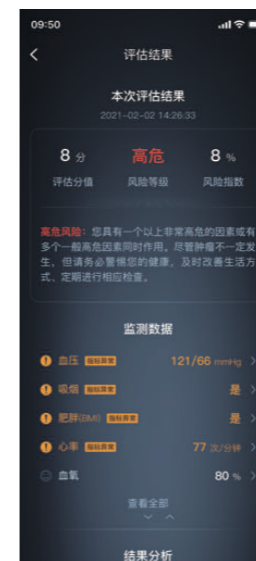 09:50
评估结果
本次评估结果
2021-02-02 14:26:33
8 分 高危 8 %
评估分值 风险等级 风险指数
高危风险：您具有一个以上非常高危的因素或有
多个一般高危因素同时作用。尽管肿瘤不一定发
生，但请务必警惕您的健康，及时改善生活方
式、定期进行相应检查。
监测数据
血压 指标异常 121/66 mmHg
吸烟 指标异常 是
肥胖(BMI) 指标异常 是
心率 指标异常 77 次/分钟
血氧 80 %
查看全部
结果分析